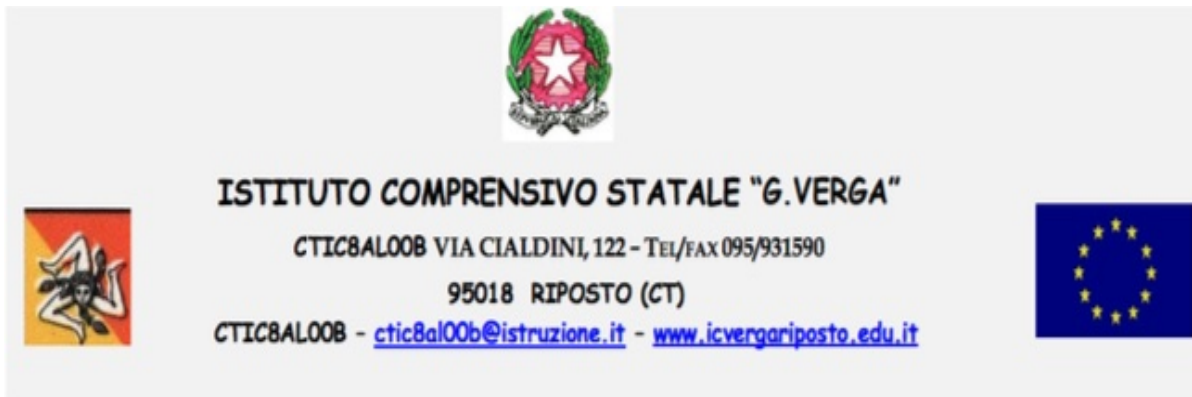 ISTITUTO COMPRENSIVO STATALE "G.VERGA"
CTIC8AL00B VIA CIALDINI, 122 – TEL/FAX 095/931590
95018 RIPOSTO (CT)
CTIC8AL00B - ctic8al00b@istruzione.it - www.icvergariposto.edu.it